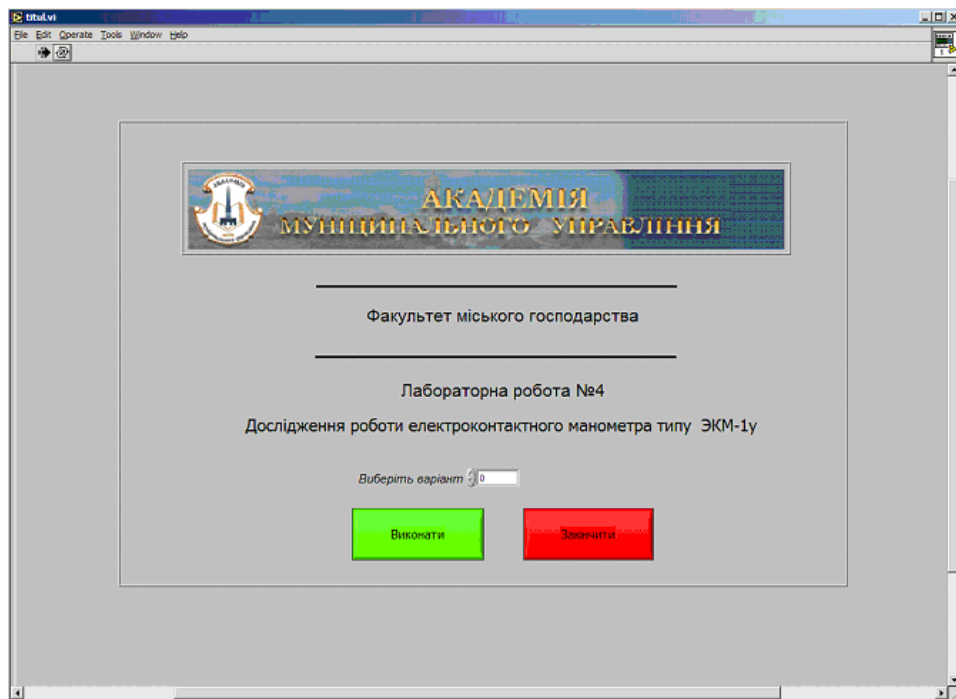 titul.vi
File Edit Operate Tools Window Help
АКАДЕМІЯ
МУНІЦИПАЛЬНОГО УПРАВЛІННЯ
Факультет міського господарства
Лабораторна робота №4
Дослідження роботи електроконтактного манометра типу ЭКМ-1у
Виберіть варіант 0
Виконати Закінчити